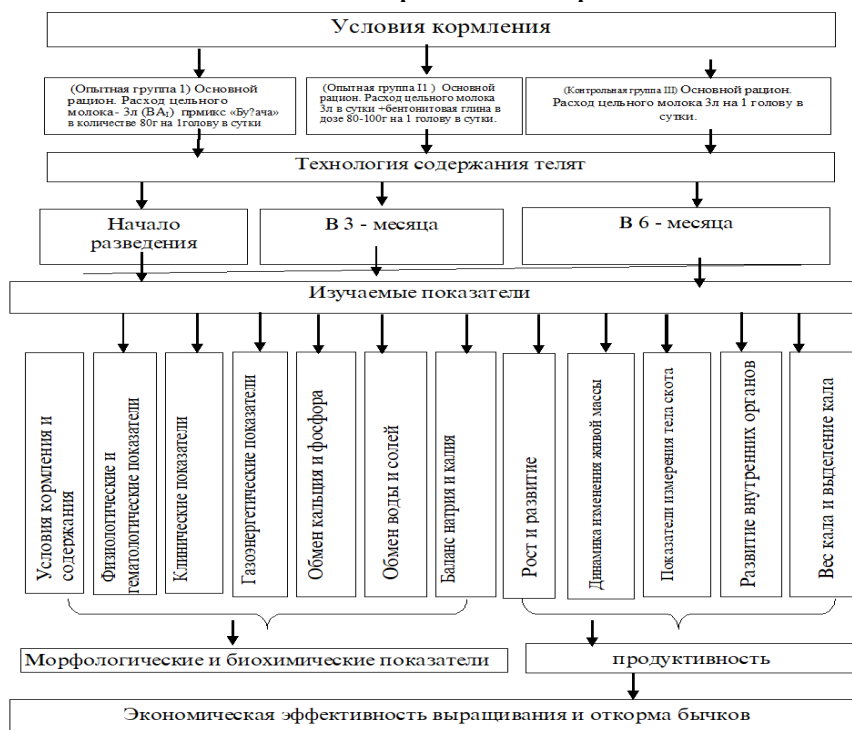 Условия кормления
(Опытная группа 1) Основной
рацион. Расход цельного
молока- 3л (ВА₁) прмикс «Бу?ача»
в количестве 80г на 1голову в сутки
(Опытная группа I1 ) Основной
рацион. Расход цельного молока
3л в сутки +бентонитовая глина в
дозе 80-100г на 1 голову в сутки.
(Контрольная группа III) Основной рацион.
Расход цельного молока 3л на 1 голову в
сутки.
Технология содержания телят
Начало
разведения
В 3 - месяца
В 6 - месяца
Изучаемые показатели
Условия кормления и
содержания
Физиологические и
гематологические показатели
Клинические показатели
Газоэнергетические показатели
Обмен кальция и фосфора
Обмен воды и солей
Баланс натрия и калия
Рост и развитие
Динамика изменения живой массы
Показатели измерения тела скота
Развитие внутренних органов
Вес кала и выделение кала
Морфологические и биохимические показатели
продуктивность
Экономическая эффективность выращивания и откорма бычков